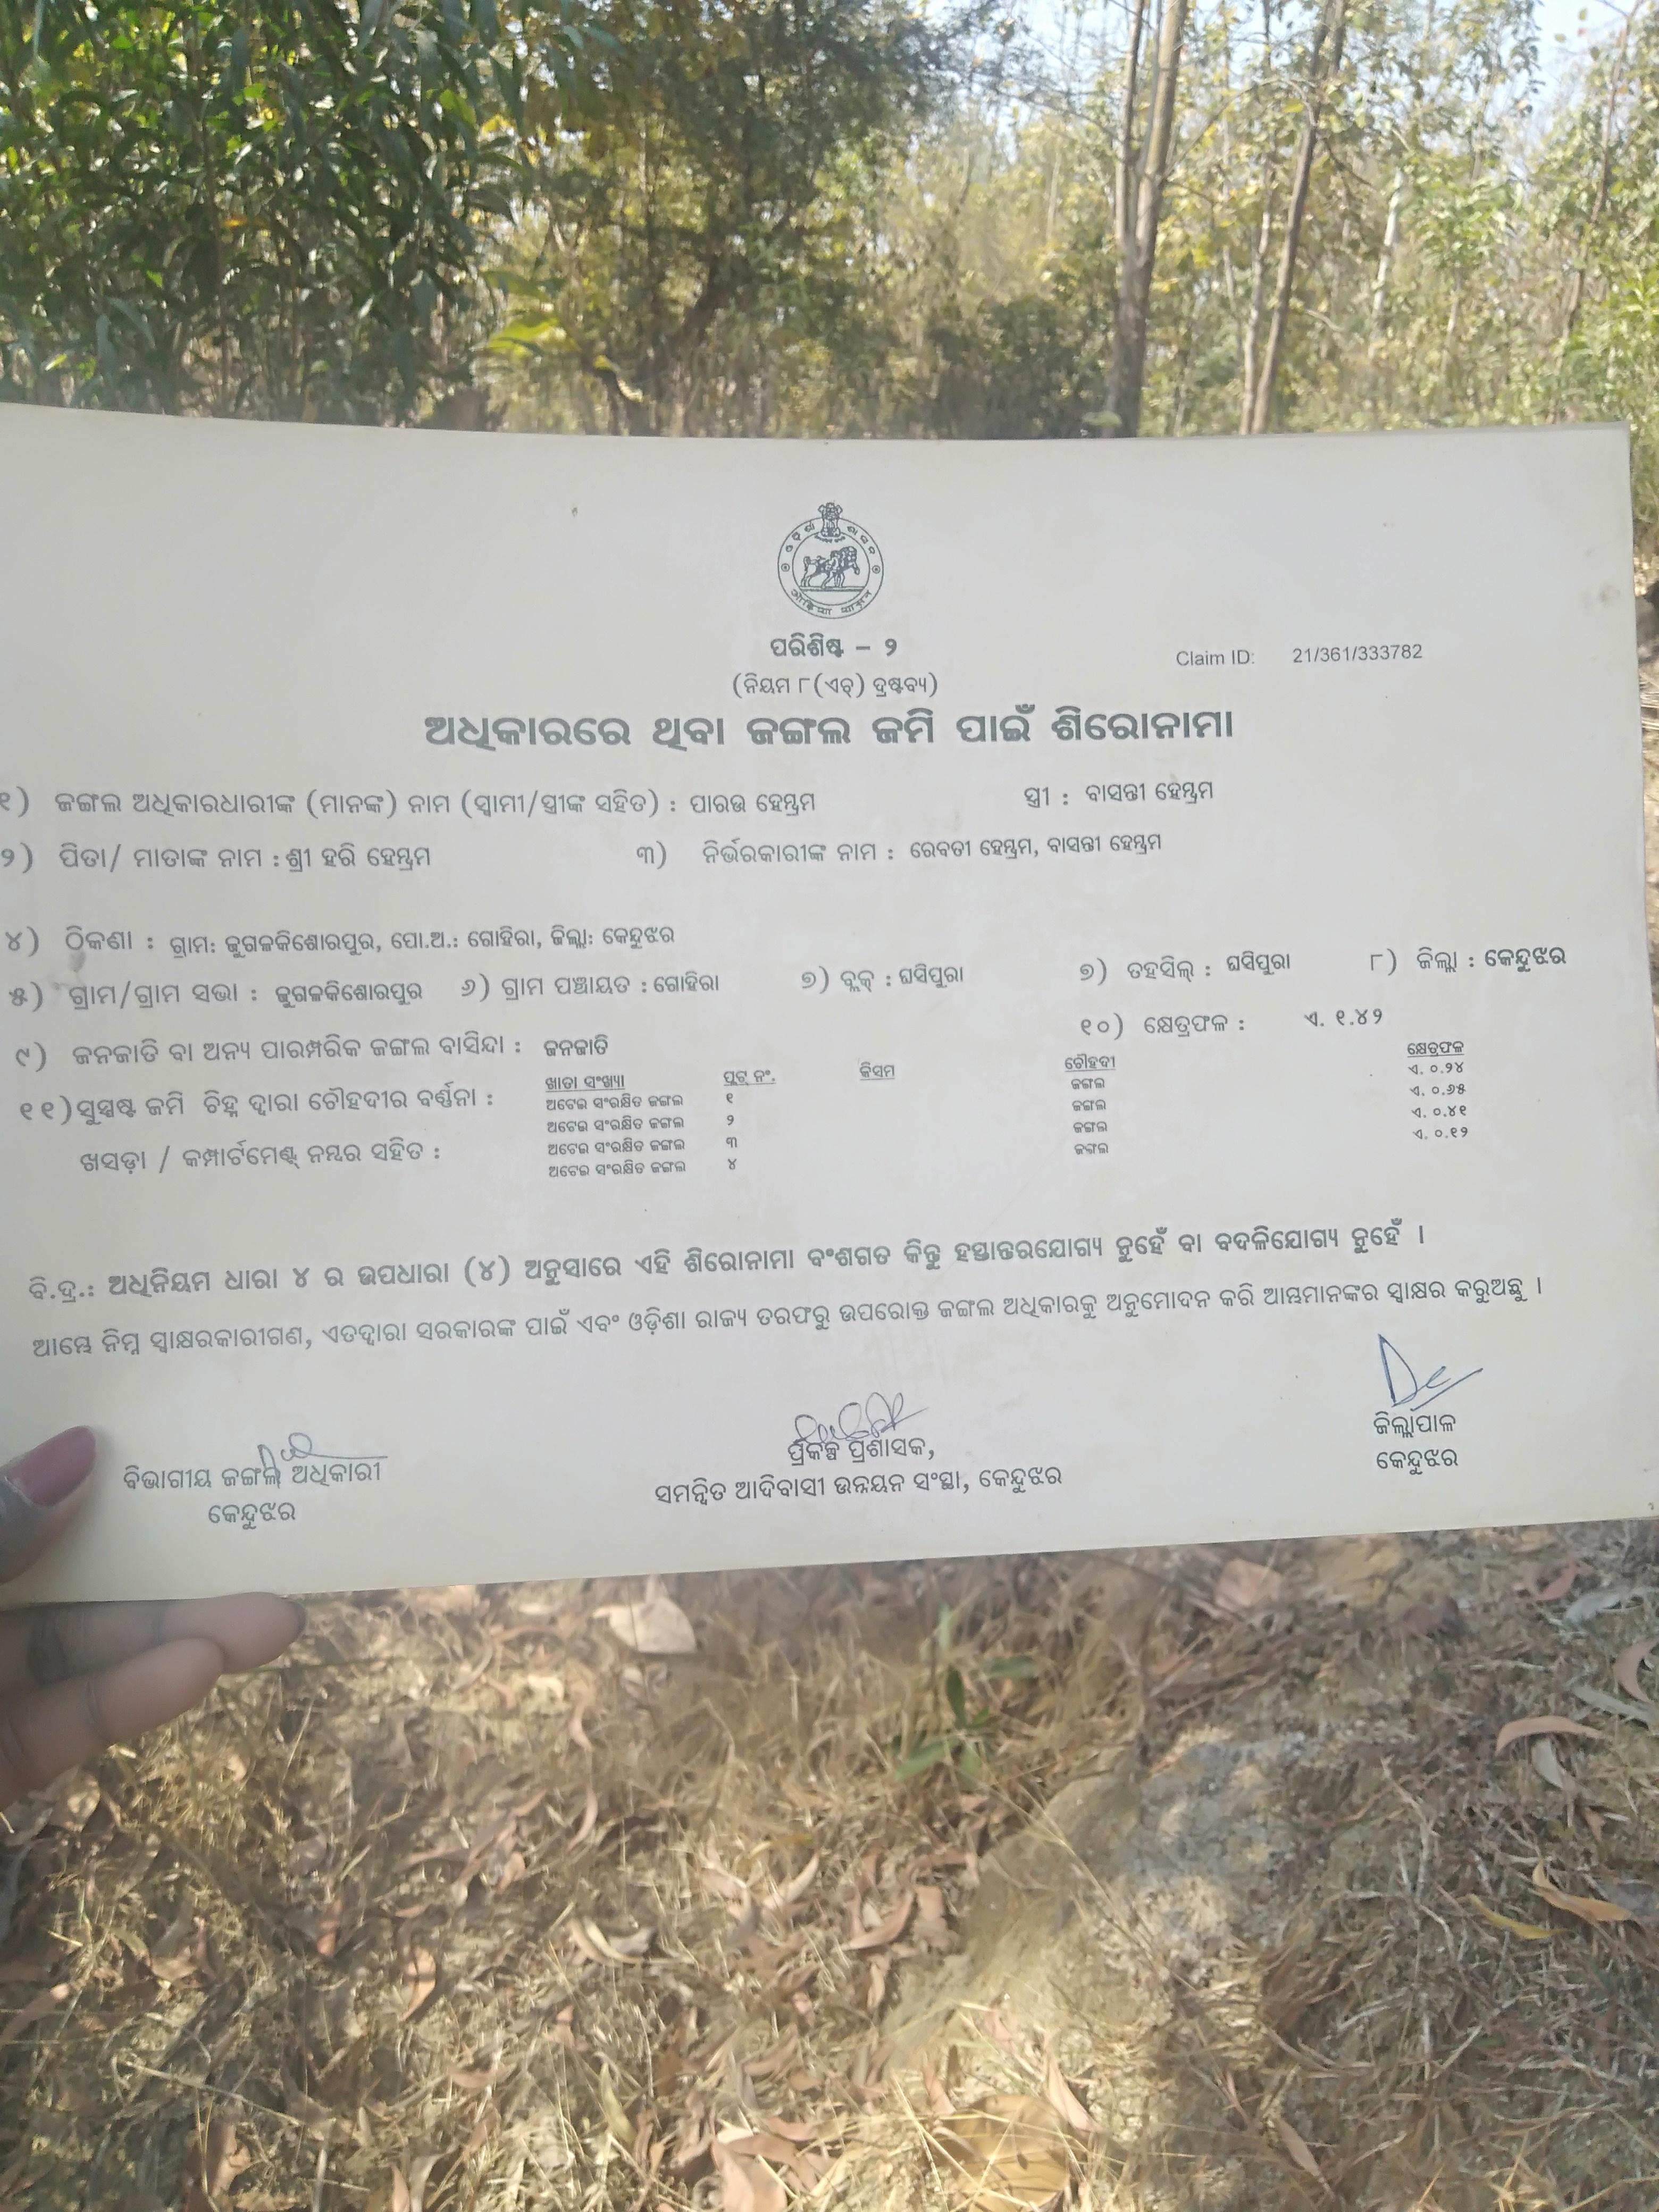 ପରିଶିଷ୍ଟ – ୨
Claim ID: 21/361/333782
(ନିୟମ ୮(ଏଚ୍) ଦ୍ରଷ୍ଟବ୍ୟ)
ଅଧିକାରରେ ଥିବା ଜଙ୍ଗଲ ଜମି ପାଇଁ ଶିରୋନାମା
୧) ଜଙ୍ଗଲ ଅଧିକାରଧାରୀଙ୍କ (ମାନଙ୍କ) ନାମ (ସ୍ୱାମୀ/ସ୍ତ୍ରୀଙ୍କ ସହିତ) : ପାରଉ ହେମ୍ବ୍ରମ ସ୍ତ୍ରୀ : ବାସନ୍ତୀ ହେମ୍ବ୍ରମ
୨) ପିତା/ ମାତାଙ୍କ ନାମ : ଶ୍ରୀ ହରି ହେମ୍ବ୍ରମ ୩) ନିର୍ଭରକାରୀଙ୍କ ନାମ : ରେବତୀ ହେମ୍ବ୍ରମ, ବାସନ୍ତୀ ହେମ୍ବ୍ରମ
୪) ଠିକଣା : ଗ୍ରାମ: ଜୁଗଳକିଶୋରପୁର, ପୋ.ଅ.: ଗୋହିରା, ଜିଲ୍ଲା: କେନ୍ଦୁଝର
୫) ଗ୍ରାମ/ଗ୍ରାମ ସଭା : ଜୁଗଳକିଶୋରପୁର ୬) ଗ୍ରାମ ପଞ୍ଚାୟତ : ଗୋହିରା ୭) ବ୍ଲକ୍ : ଘସିପୁରା ୭) ତହସିଲ୍ : ଘସିପୁରା ୮) ଜିଲ୍ଲା : କେନ୍ଦୁଝର
୯) ଜନଜାତି ବା ଅନ୍ୟ ପାରମ୍ପରିକ ଜଙ୍ଗଲ ବାସିନ୍ଦା : ଜନଜାତି ୧୦) କ୍ଷେତ୍ରଫଳ : ଏ. ୧.୪୨
୧୧) ସୁସ୍ପଷ୍ଟ ଜମି ଚିହ୍ନ ଦ୍ୱାରା ଚୌହଦୀର ବର୍ଣ୍ଣନା :
ଖସଡ଼ା / କମ୍ପାର୍ଟମେଣ୍ଟ୍ ନମ୍ବର ସହିତ :
ଖାତା ସଂଖ୍ୟା ପ୍ଲଟ୍ ନଂ. କିସମ ଚୌହଦୀ କ୍ଷେତ୍ରଫଳ
ଅଟେଇ ସଂରକ୍ଷିତ ଜଙ୍ଗଲ ୧ ଜଙ୍ଗଲ ଏ. ୦.୨୪
ଅଟେଇ ସଂରକ୍ଷିତ ଜଙ୍ଗଲ ୨ ଜଙ୍ଗଲ ଏ. ୦.୬୫
ଅଟେଇ ସଂରକ୍ଷିତ ଜଙ୍ଗଲ ୩ ଜଙ୍ଗଲ ଏ. ୦.୪୧
ଅଟେଇ ସଂରକ୍ଷିତ ଜଙ୍ଗଲ ୪ ଜଙ୍ଗଲ ଏ. ୦.୧୨
ବି.ଦ୍ର.: ଅଧିନିୟମ ଧାରା ୪ ର ଉପଧାରା (୪) ଅନୁସାରେ ଏହି ଶିରୋନାମା ବଂଶଗତ କିନ୍ତୁ ହସ୍ତାନ୍ତରଯୋଗ୍ୟ ନୁହେଁ ବା ବଦଳିଯୋଗ୍ୟ ନୁହେଁ ।
ଆମ୍ଭେ ନିମ୍ନ ସ୍ୱାକ୍ଷରକାରୀଗଣ, ଏତଦ୍ୱାରା ସରକାରଙ୍କ ପାଇଁ ଏବଂ ଓଡ଼ିଶା ରାଜ୍ୟ ତରଫରୁ ଉପରୋକ୍ତ ଜଙ୍ଗଲ ଅଧିକାରକୁ ଅନୁମୋଦନ କରି ଆମ୍ଭମାନଙ୍କର ସ୍ୱାକ୍ଷର କରୁଅଛୁ ।
ବିଭାଗୀୟ ଜଙ୍ଗଲ ଅଧିକାରୀ
କେନ୍ଦୁଝର
ପ୍ରକଳ୍ପ ପ୍ରଶାସକ,
ସମନ୍ୱିତ ଆଦିବାସୀ ଉନ୍ନୟନ ସଂସ୍ଥା, କେନ୍ଦୁଝର
ଜିଲ୍ଲାପାଳ
କେନ୍ଦୁଝର